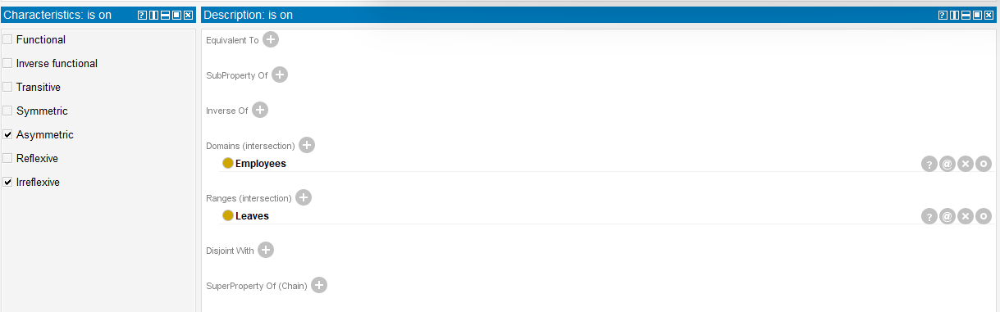 Characteristics: is on
Functional
Inverse functional
Transitive
Symmetric
Asymmetric
Reflexive
Irreflexive
Description: is on
Equivalent To
SubProperty Of
Inverse Of
Domains (intersection)
Employees
Ranges (intersection)
Leaves
Disjoint With
SuperProperty Of (Chain)